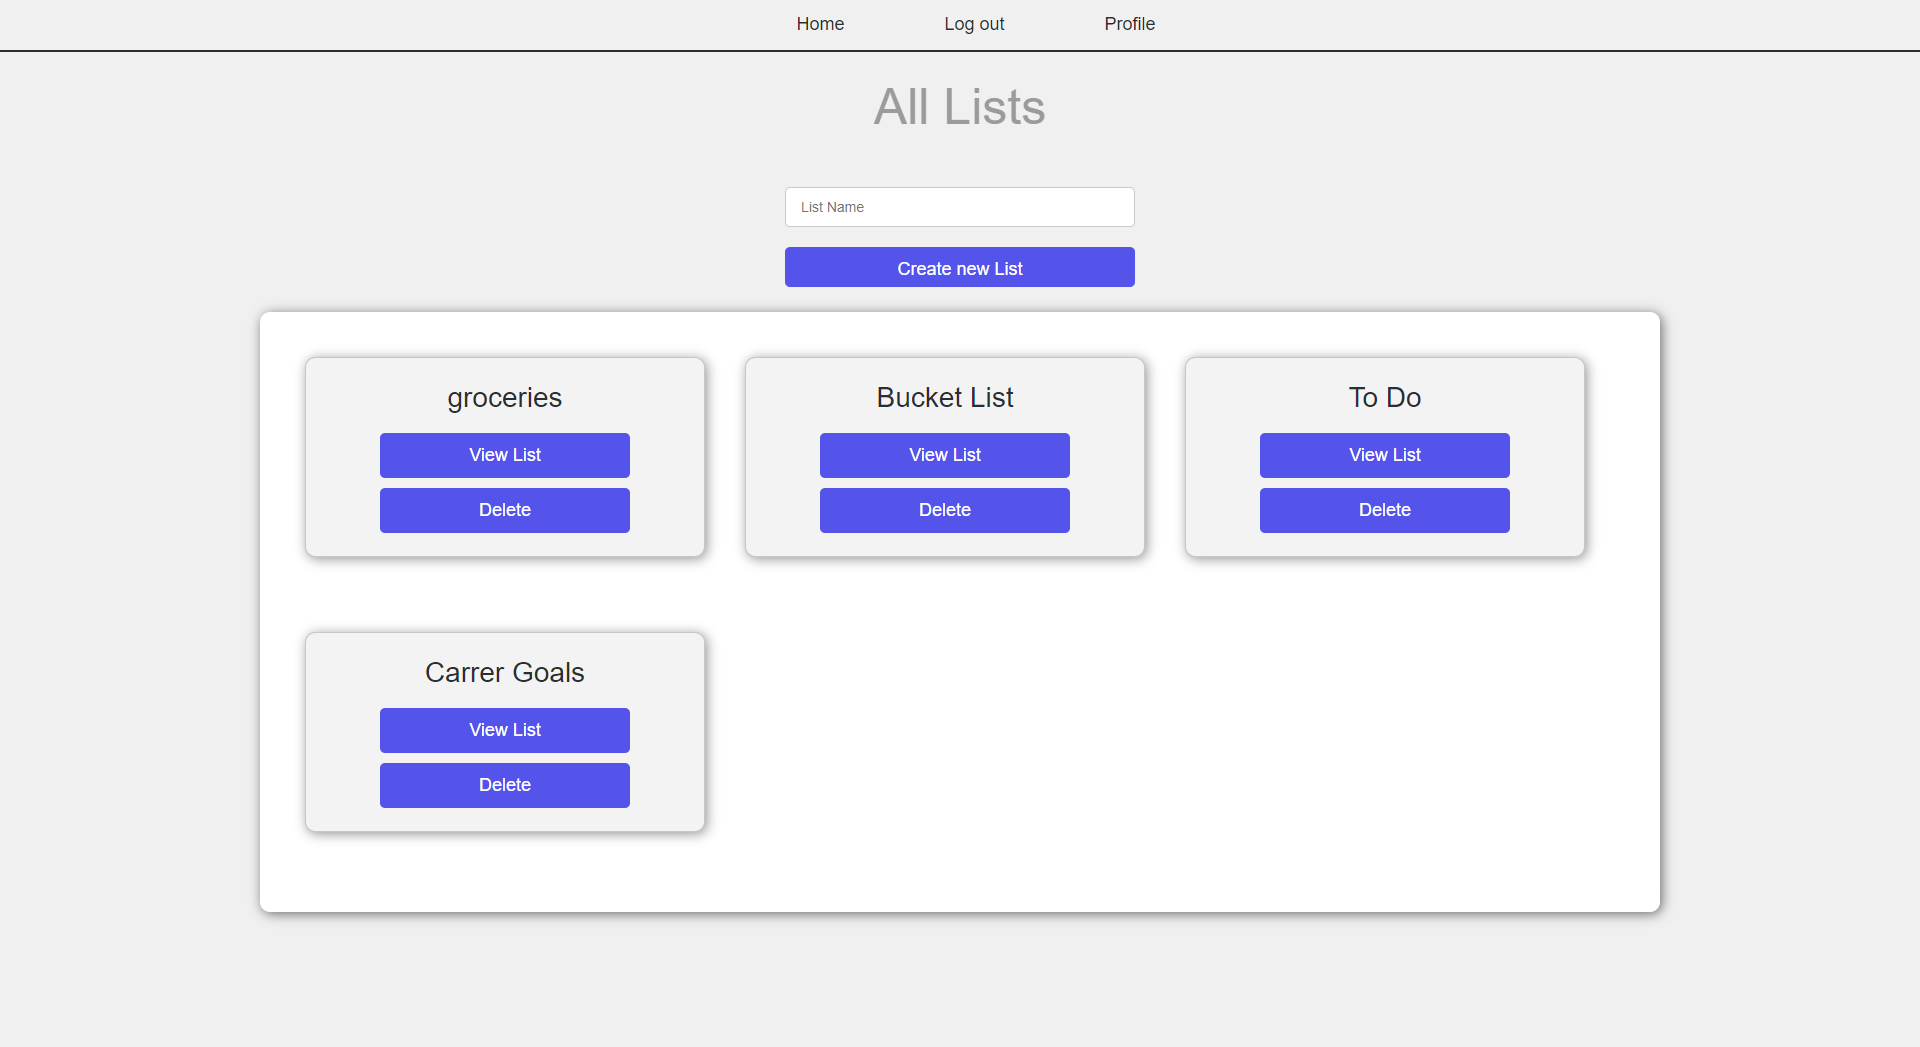 Home Log out Profile
All Lists
List Name
Create new List
groceries
View List
Delete
Bucket List
View List
Delete
To Do
View List
Delete
Carrer Goals
View List
Delete